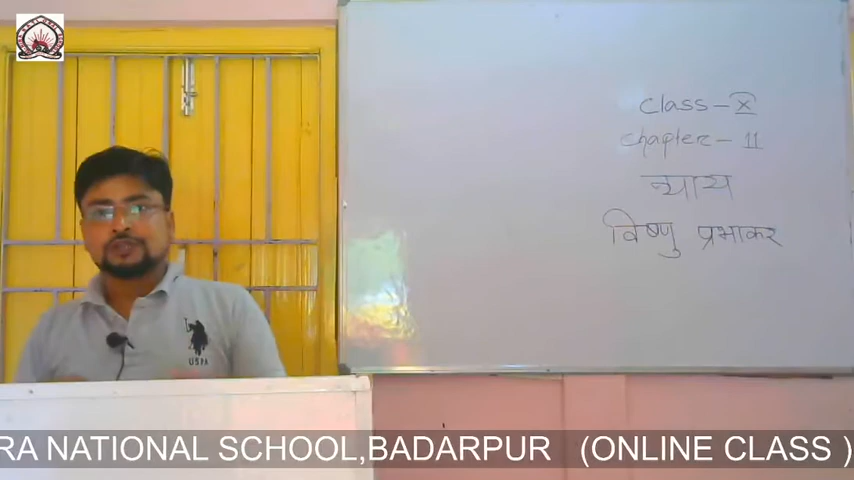 Class - X
Chapter - 11
न्याय
विष्णु प्रभाकर
USPA
RA NATIONAL SCHOOL,BADARPUR (ONLINE CLASS )